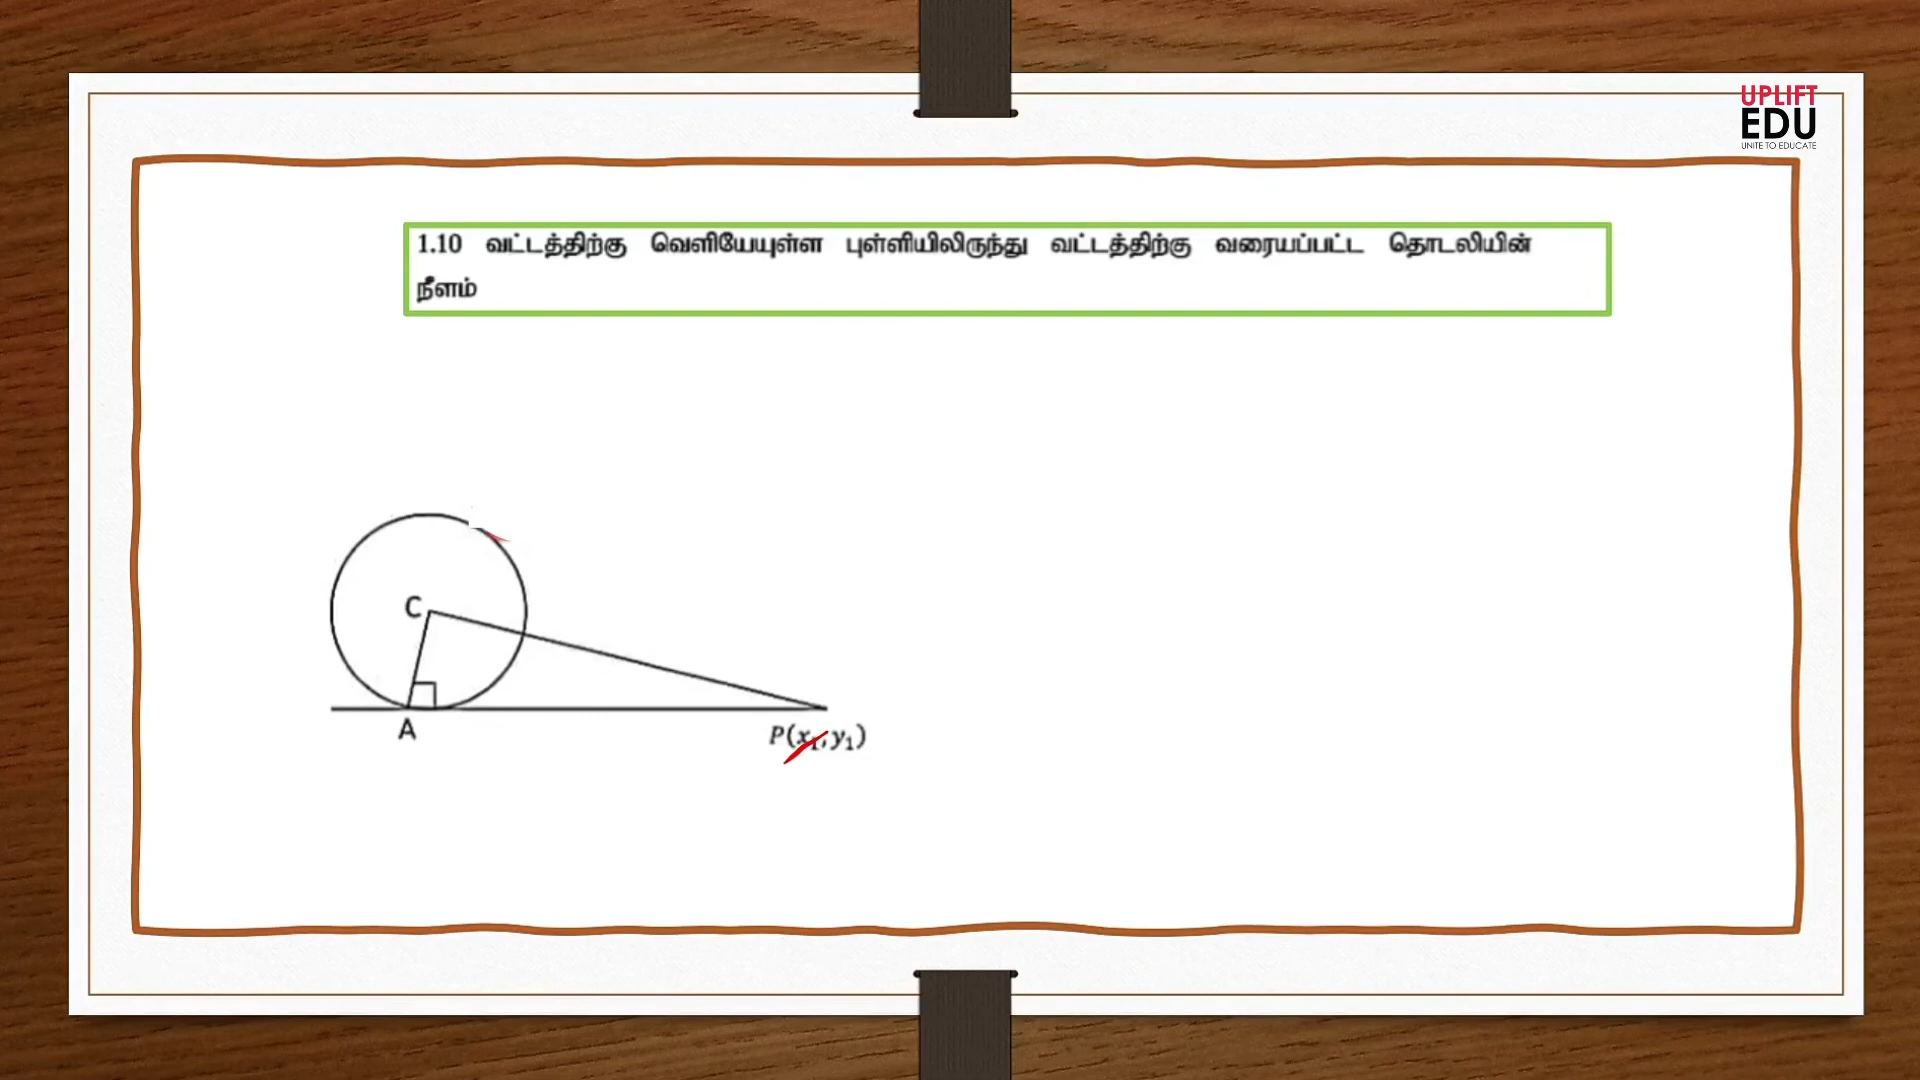 UPLIFT
EDU
UNITE TO EDUCATE
1.10 வட்டத்திற்கு வெளியேயுள்ள புள்ளியிலிருந்து வட்டத்திற்கு வரையப்பட்ட தொடலியின்
நீளம்
C
A
P(x₁, y₁)